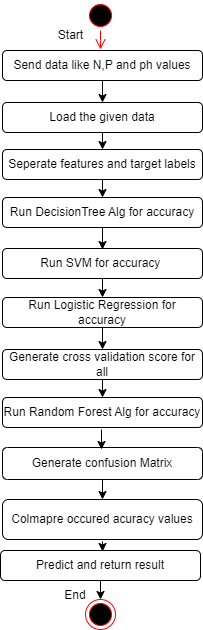 Start
Send data like N,P and ph values
Load the given data
Seperate features and target labels
Run DecisionTree Alg for accuracy
Run SVM for accuracy
Run Logistic Regression for
accuracy
Generate cross validation score for
all
Run Random Forest Alg for accuracy
Generate confusion Matrix
Colmapre occured acuracy values
Predict and return result
End